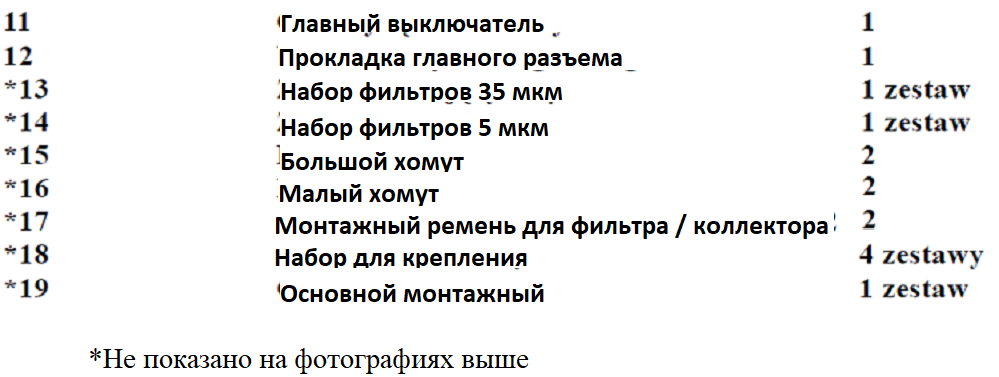 11 Главный выключатель 1
12 Прокладка главного разъема 1
*13 Набор фильтров 35 мкм 1 zestaw
*14 Набор фильтров 5 мкм 1 zestaw
*15 Большой хомут 2
*16 Малый хомут 2
*17 Монтажный ремень для фильтра / коллектора 2
*18 Набор для крепления 4 zestawy
*19 Основной монтажный 1 zestaw
*Не показано на фотографиях выше